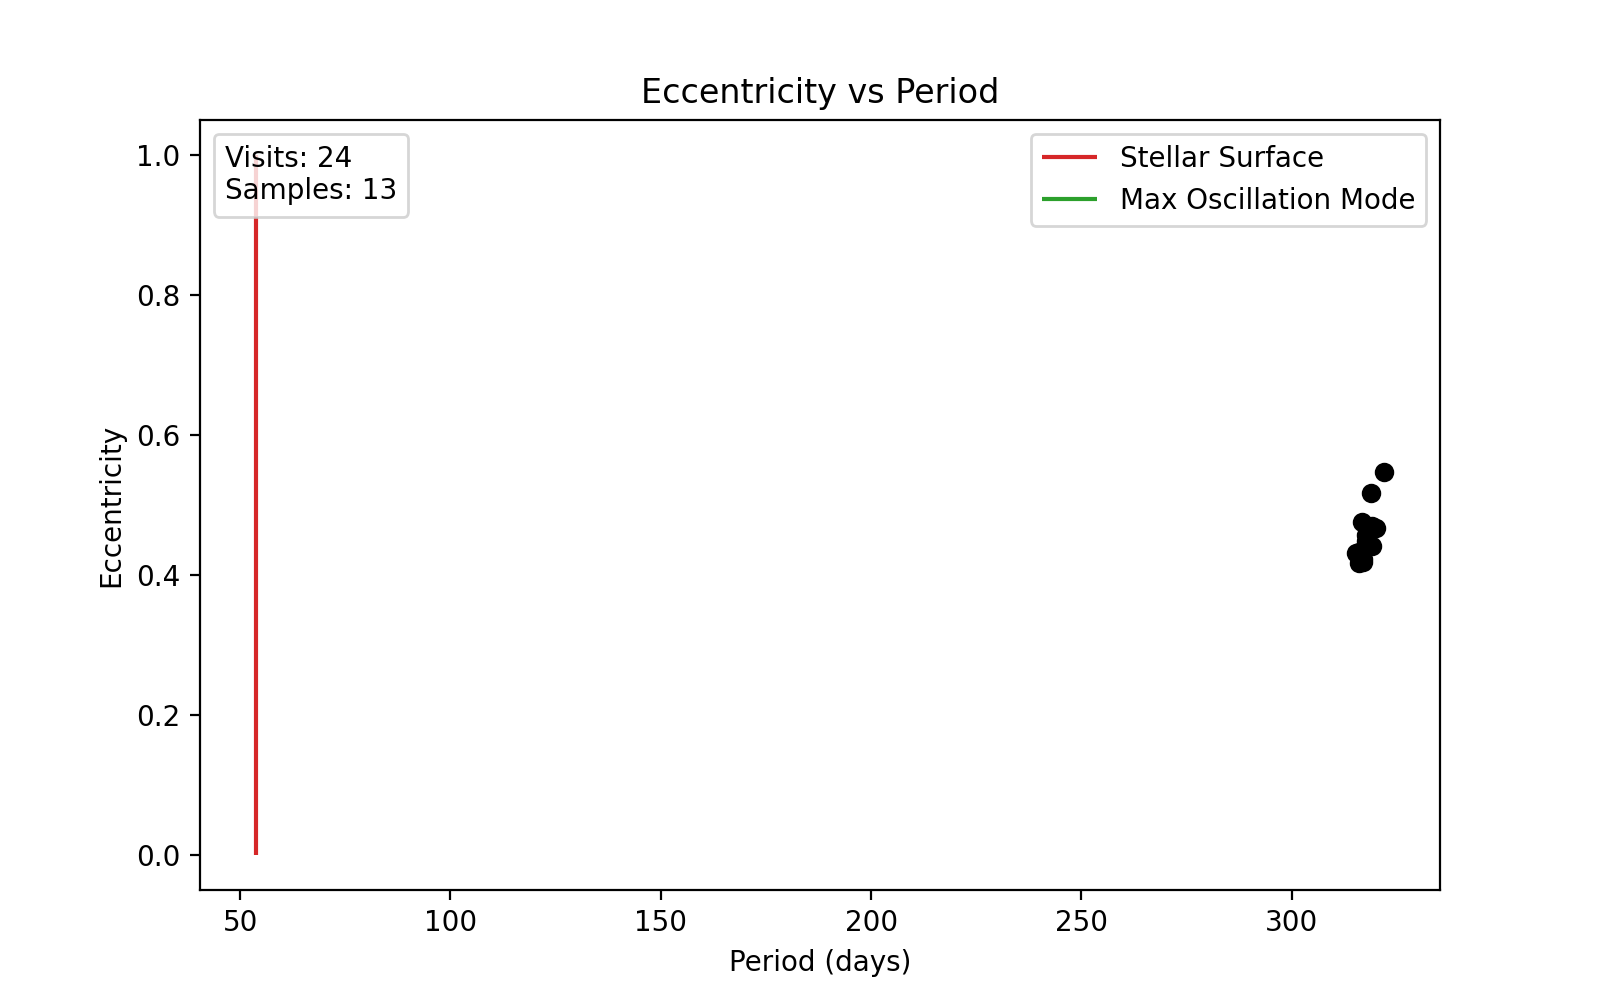 Eccentricity vs Period
Visits: 24
Samples: 13
Stellar Surface
Max Oscillation Mode
1.0
0.8
0.6
0.4
0.2
0.0
Eccentricity
50 100 150 200 250 300
Period (days)